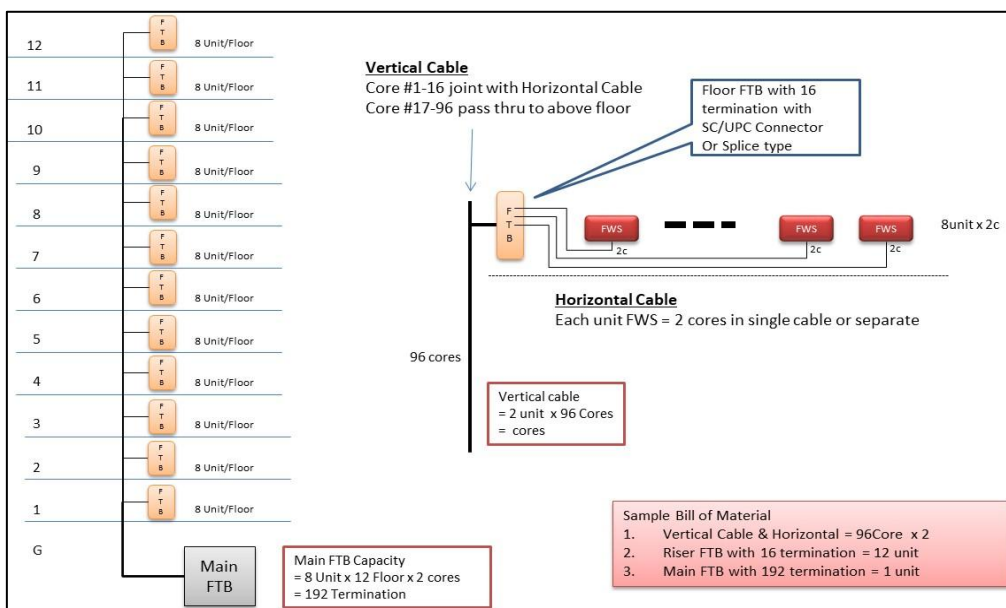 12
F
T
B
8 Unit/Floor
11
F
T
B
8 Unit/Floor
10
F
T
B
8 Unit/Floor
9
F
T
B
8 Unit/Floor
8
F
T
B
8 Unit/Floor
7
F
T
B
8 Unit/Floor
6
F
T
B
8 Unit/Floor
5
F
T
B
8 Unit/Floor
4
F
T
B
8 Unit/Floor
3
F
T
B
8 Unit/Floor
2
F
T
B
8 Unit/Floor
1
F
T
B
8 Unit/Floor
G
Main
FTB
Main FTB Capacity
= 8 Unit x 12 Floor x 2 cores
= 192 Termination
Vertical Cable
Core #1-16 joint with Horizontal Cable
Core #17-96 pass thru to above floor
Floor FTB with 16
termination with
SC/UPC Connector
Or Splice type
F
T
B
FWS
FWS
FWS
8unit x 2c
2c
2c
2c
Horizontal Cable
Each unit FWS = 2 cores in single cable or separate
96 cores
Vertical cable
= 2 unit x 96 Cores
= cores
Sample Bill of Material
1. Vertical Cable & Horizontal = 96Core x 2
2. Riser FTB with 16 termination = 12 unit
3. Main FTB with 192 termination = 1 unit